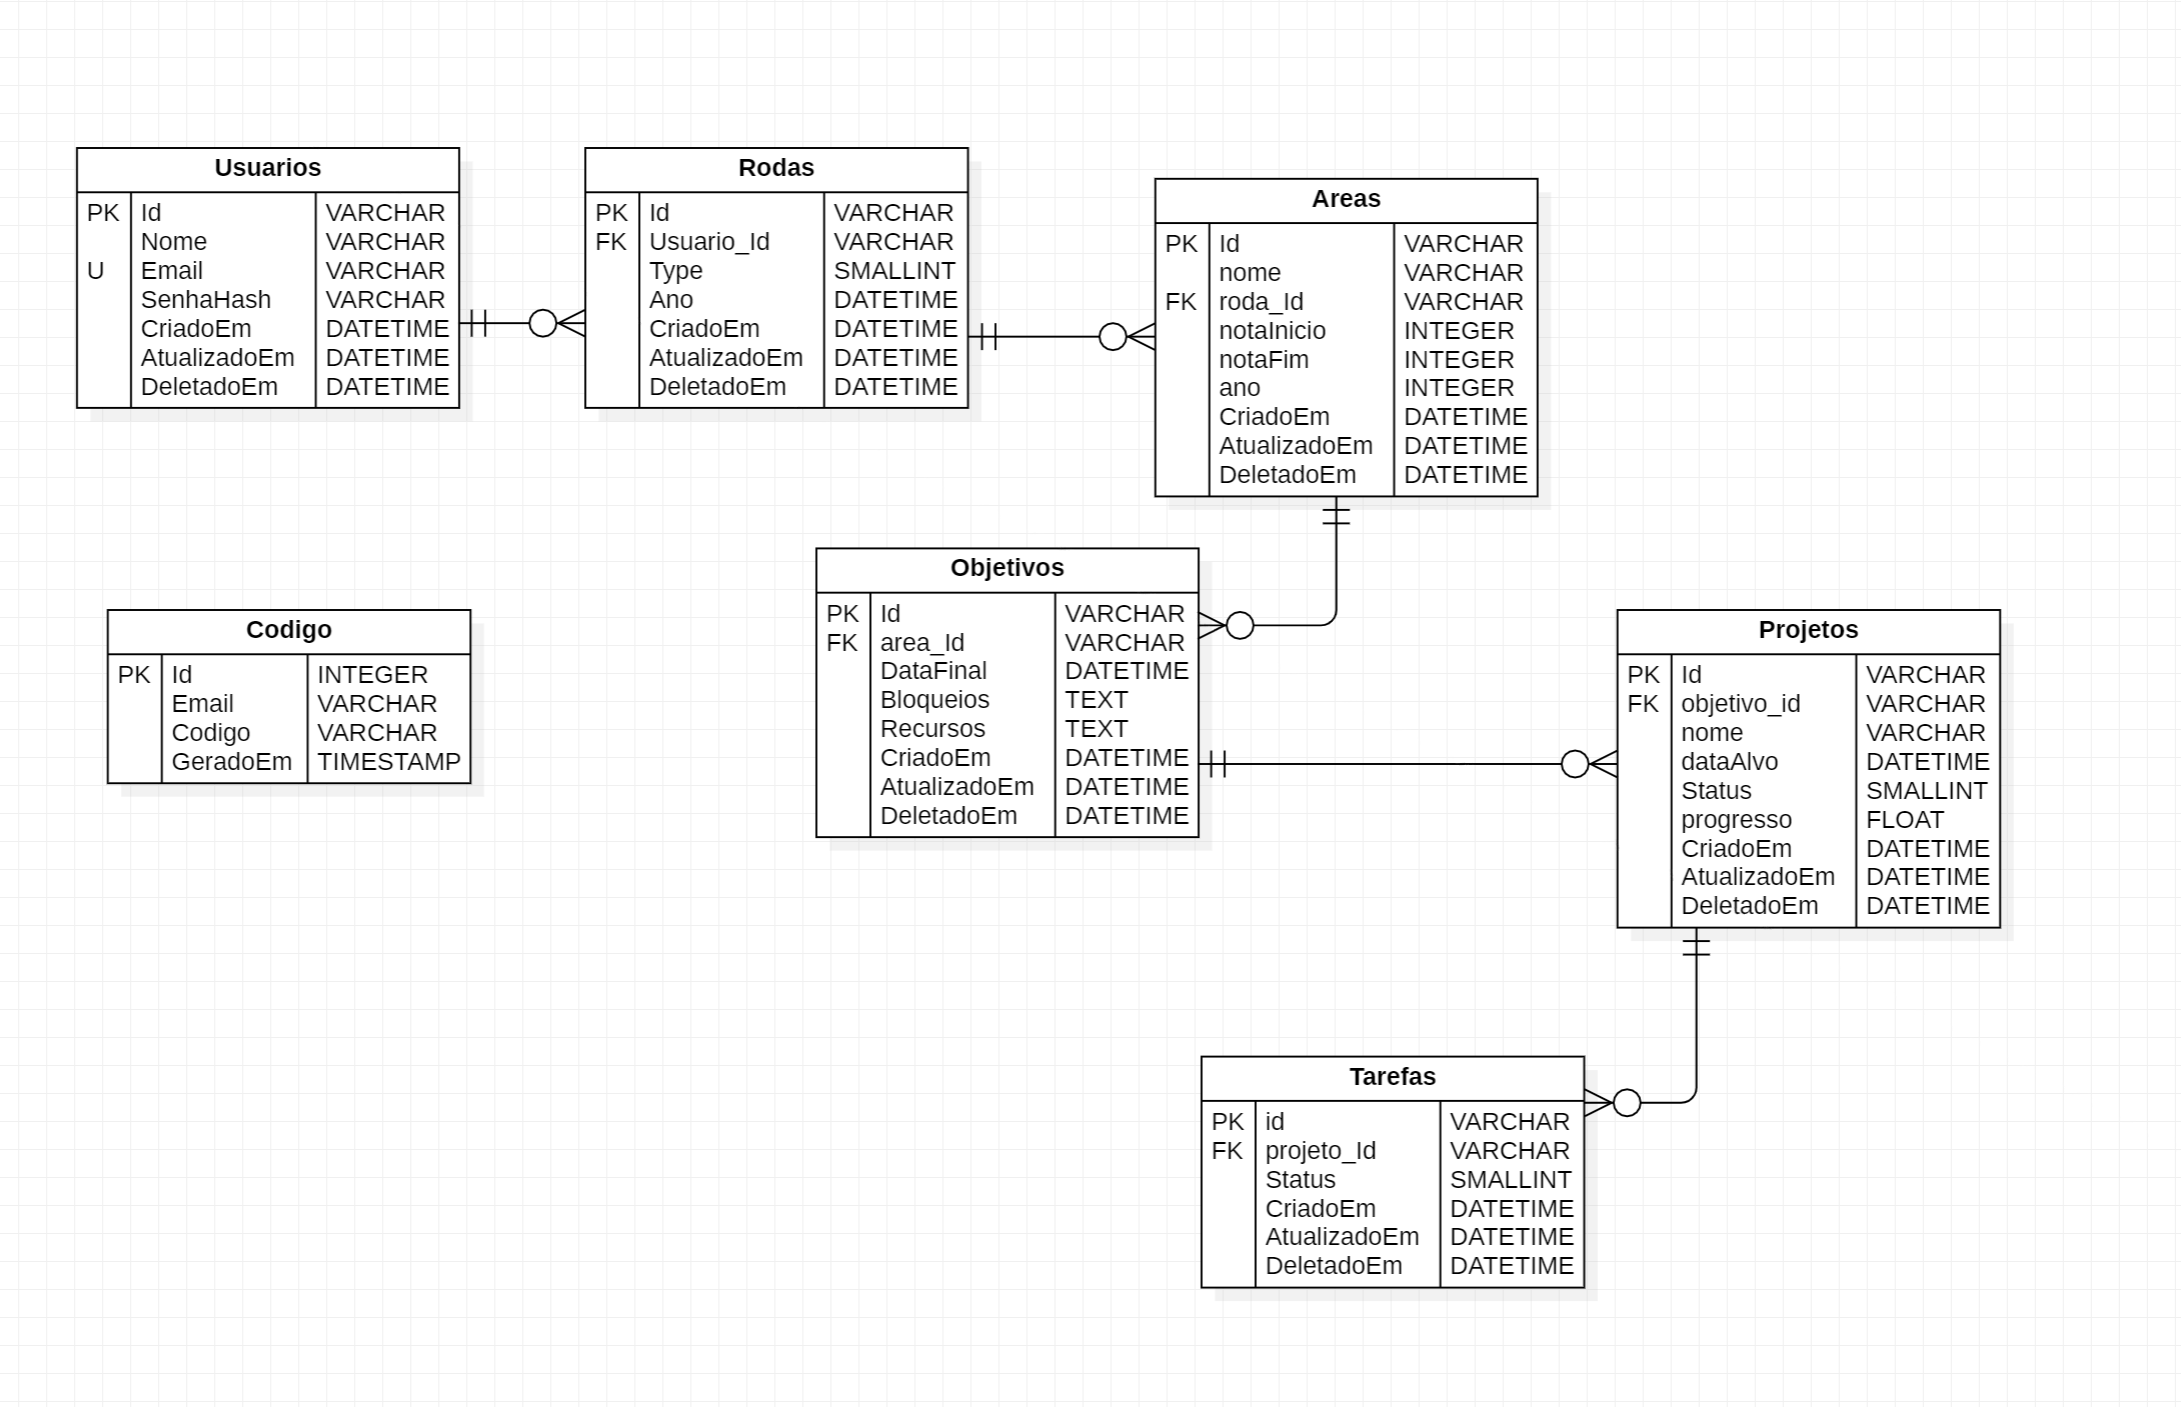 Usuarios
PK Id VARCHAR
Nome VARCHAR
U Email VARCHAR
SenhaHash VARCHAR
CriadoEm DATETIME
AtualizadoEm DATETIME
DeletadoEm DATETIME
Rodas
PK Id VARCHAR
FK Usuario_Id VARCHAR
Type SMALLINT
Ano DATETIME
CriadoEm DATETIME
AtualizadoEm DATETIME
DeletadoEm DATETIME
Areas
PK Id VARCHAR
nome VARCHAR
FK roda_Id VARCHAR
notaInicio INTEGER
notaFim INTEGER
ano INTEGER
CriadoEm DATETIME
AtualizadoEm DATETIME
DeletadoEm DATETIME
Codigo
PK Id INTEGER
Email VARCHAR
Codigo VARCHAR
GeradoEm TIMESTAMP
Objetivos
PK Id VARCHAR
FK area_Id VARCHAR
DataFinal DATETIME
Bloqueios TEXT
Recursos TEXT
CriadoEm DATETIME
AtualizadoEm DATETIME
DeletadoEm DATETIME
Projetos
PK Id VARCHAR
FK objetivo_id VARCHAR
nome VARCHAR
dataAlvo DATETIME
Status SMALLINT
progresso FLOAT
CriadoEm DATETIME
AtualizadoEm DATETIME
DeletadoEm DATETIME
Tarefas
PK id VARCHAR
FK projeto_Id VARCHAR
Status SMALLINT
CriadoEm DATETIME
AtualizadoEm DATETIME
DeletadoEm DATETIME